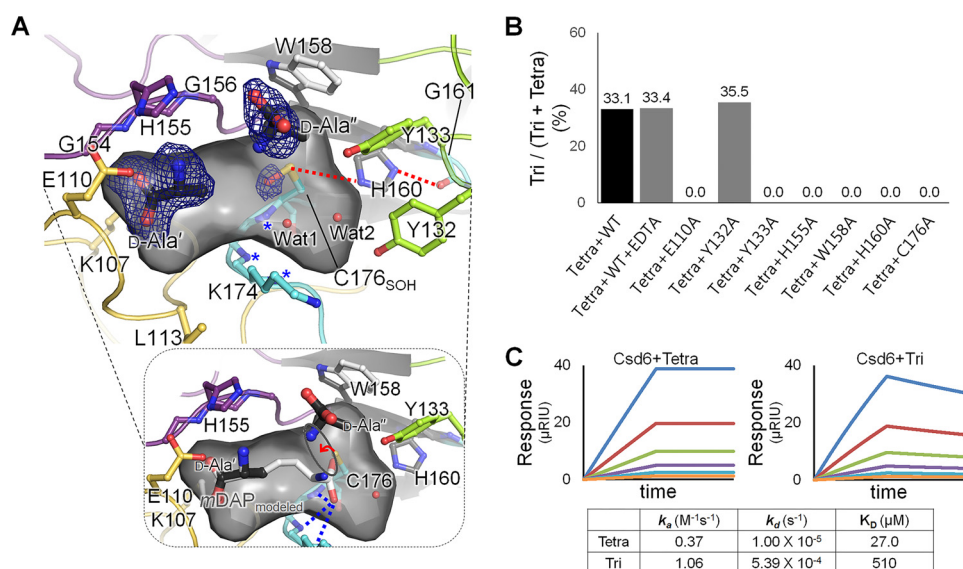 A
W158
G156
D-Ala″
G161
H155
Y133
G154
E110
H160
D-Ala′
Wat1
Wat2
Y132
*
K107
*
*
K174
C176SOH
L113
W158
D-Ala″
Y133
H155
D-Ala′
C176
H160
E110
mDAPmodeled
K107
B
Tri / (Tri + Tetra)
(%)
60
40
20
0
33.1
33.4
0.0
35.5
0.0
0.0
0.0
0.0
0.0
Tetra+WT
Tetra+WT+EDTA
Tetra+E110A
Tetra+Y132A
Tetra+Y133A
Tetra+H155A
Tetra+W158A
Tetra+H160A
Tetra+C176A
C
Csd6+Tetra
Response
(μRIU)
40
20
0
time
Csd6+Tri
Response
(μRIU)
40
20
0
time
ka (M-1s-1) kd (s-1) KD (μM)
Tetra 0.37 1.00 X 10-5 27.0
Tri 1.06 5.39 X 10-4 510